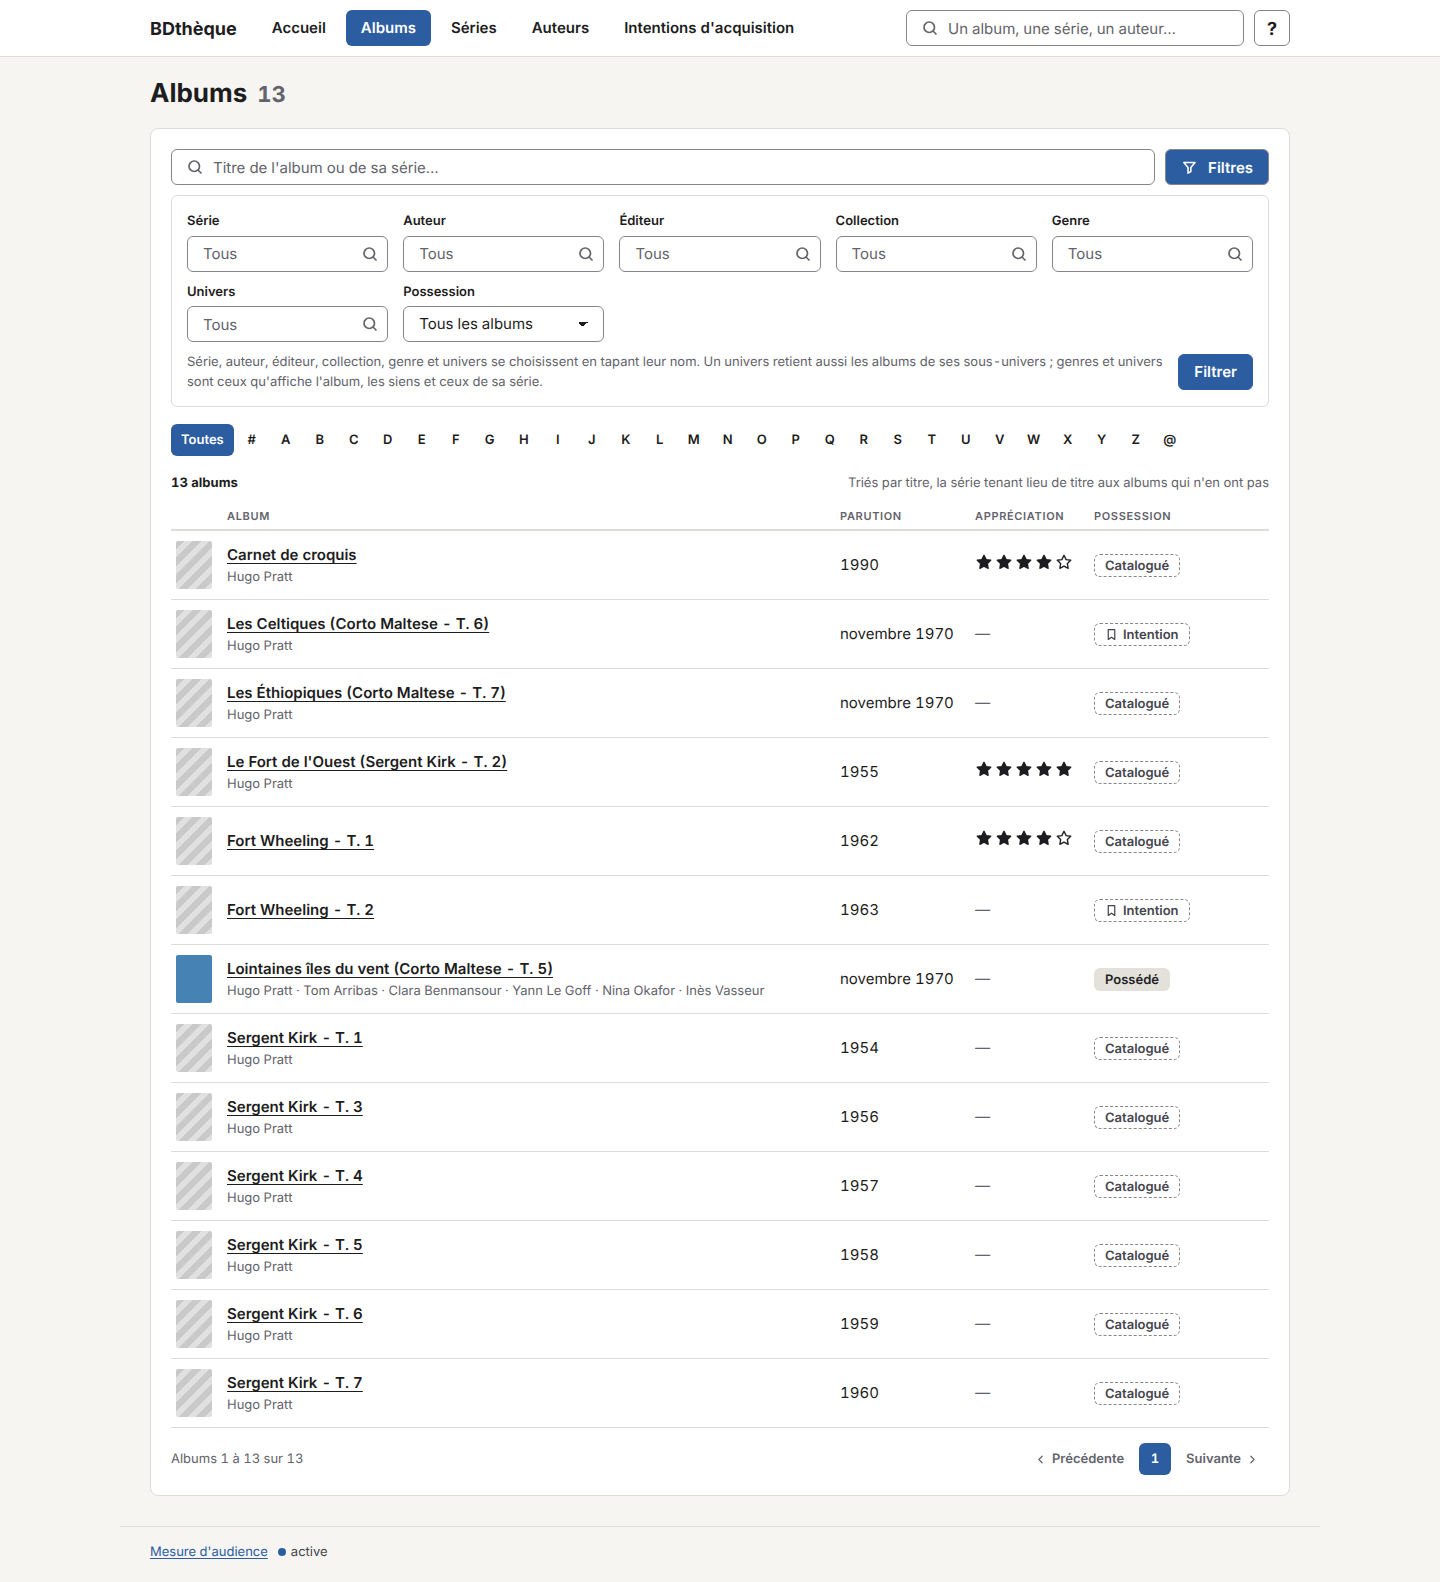 BDthèque Accueil Albums Séries Auteurs Intentions d'acquisition Un album, une série, un auteur... ?
Albums 13
Titre de l'album ou de sa série... Filtres
Série Auteur Éditeur Collection Genre
Tous Tous Tous Tous Tous
Univers Possession
Tous Tous les albums
Série, auteur, éditeur, collection, genre et univers se choisissent en tapant leur nom. Un univers retient aussi les albums de ses sous-univers ; genres et univers
sont ceux qu'affiche l'album, les siens et ceux de sa série.
Filtrer
Toutes # A B C D E F G H I J K L M N O P Q R S T U V W X Y Z @
13 albums Triés par titre, la série tenant lieu de titre aux albums qui n'en ont pas
ALBUM PARUTION APPRÉCIATION POSSESSION
Carnet de croquis
Hugo Pratt
1990 Catalogué
Les Celtiques (Corto Maltese - T. 6)
Hugo Pratt
novembre 1970 — Intention
Les Éthiopiques (Corto Maltese - T. 7)
Hugo Pratt
novembre 1970 — Catalogué
Le Fort de l'Ouest (Sergent Kirk - T. 2)
Hugo Pratt
1955 Catalogué
Fort Wheeling - T. 1 1962 Catalogué
Fort Wheeling - T. 2 1963 — Intention
Lointaines îles du vent (Corto Maltese - T. 5)
Hugo Pratt · Tom Arribas · Clara Benmansour · Yann Le Goff · Nina Okafor · Inès Vasseur
novembre 1970 — Possédé
Sergent Kirk - T. 1
Hugo Pratt
1954 — Catalogué
Sergent Kirk - T. 3
Hugo Pratt
1956 — Catalogué
Sergent Kirk - T. 4
Hugo Pratt
1957 — Catalogué
Sergent Kirk - T. 5
Hugo Pratt
1958 — Catalogué
Sergent Kirk - T. 6
Hugo Pratt
1959 — Catalogué
Sergent Kirk - T. 7
Hugo Pratt
1960 — Catalogué
Albums 1 à 13 sur 13 Précédente 1 Suivante
Mesure d'audience active